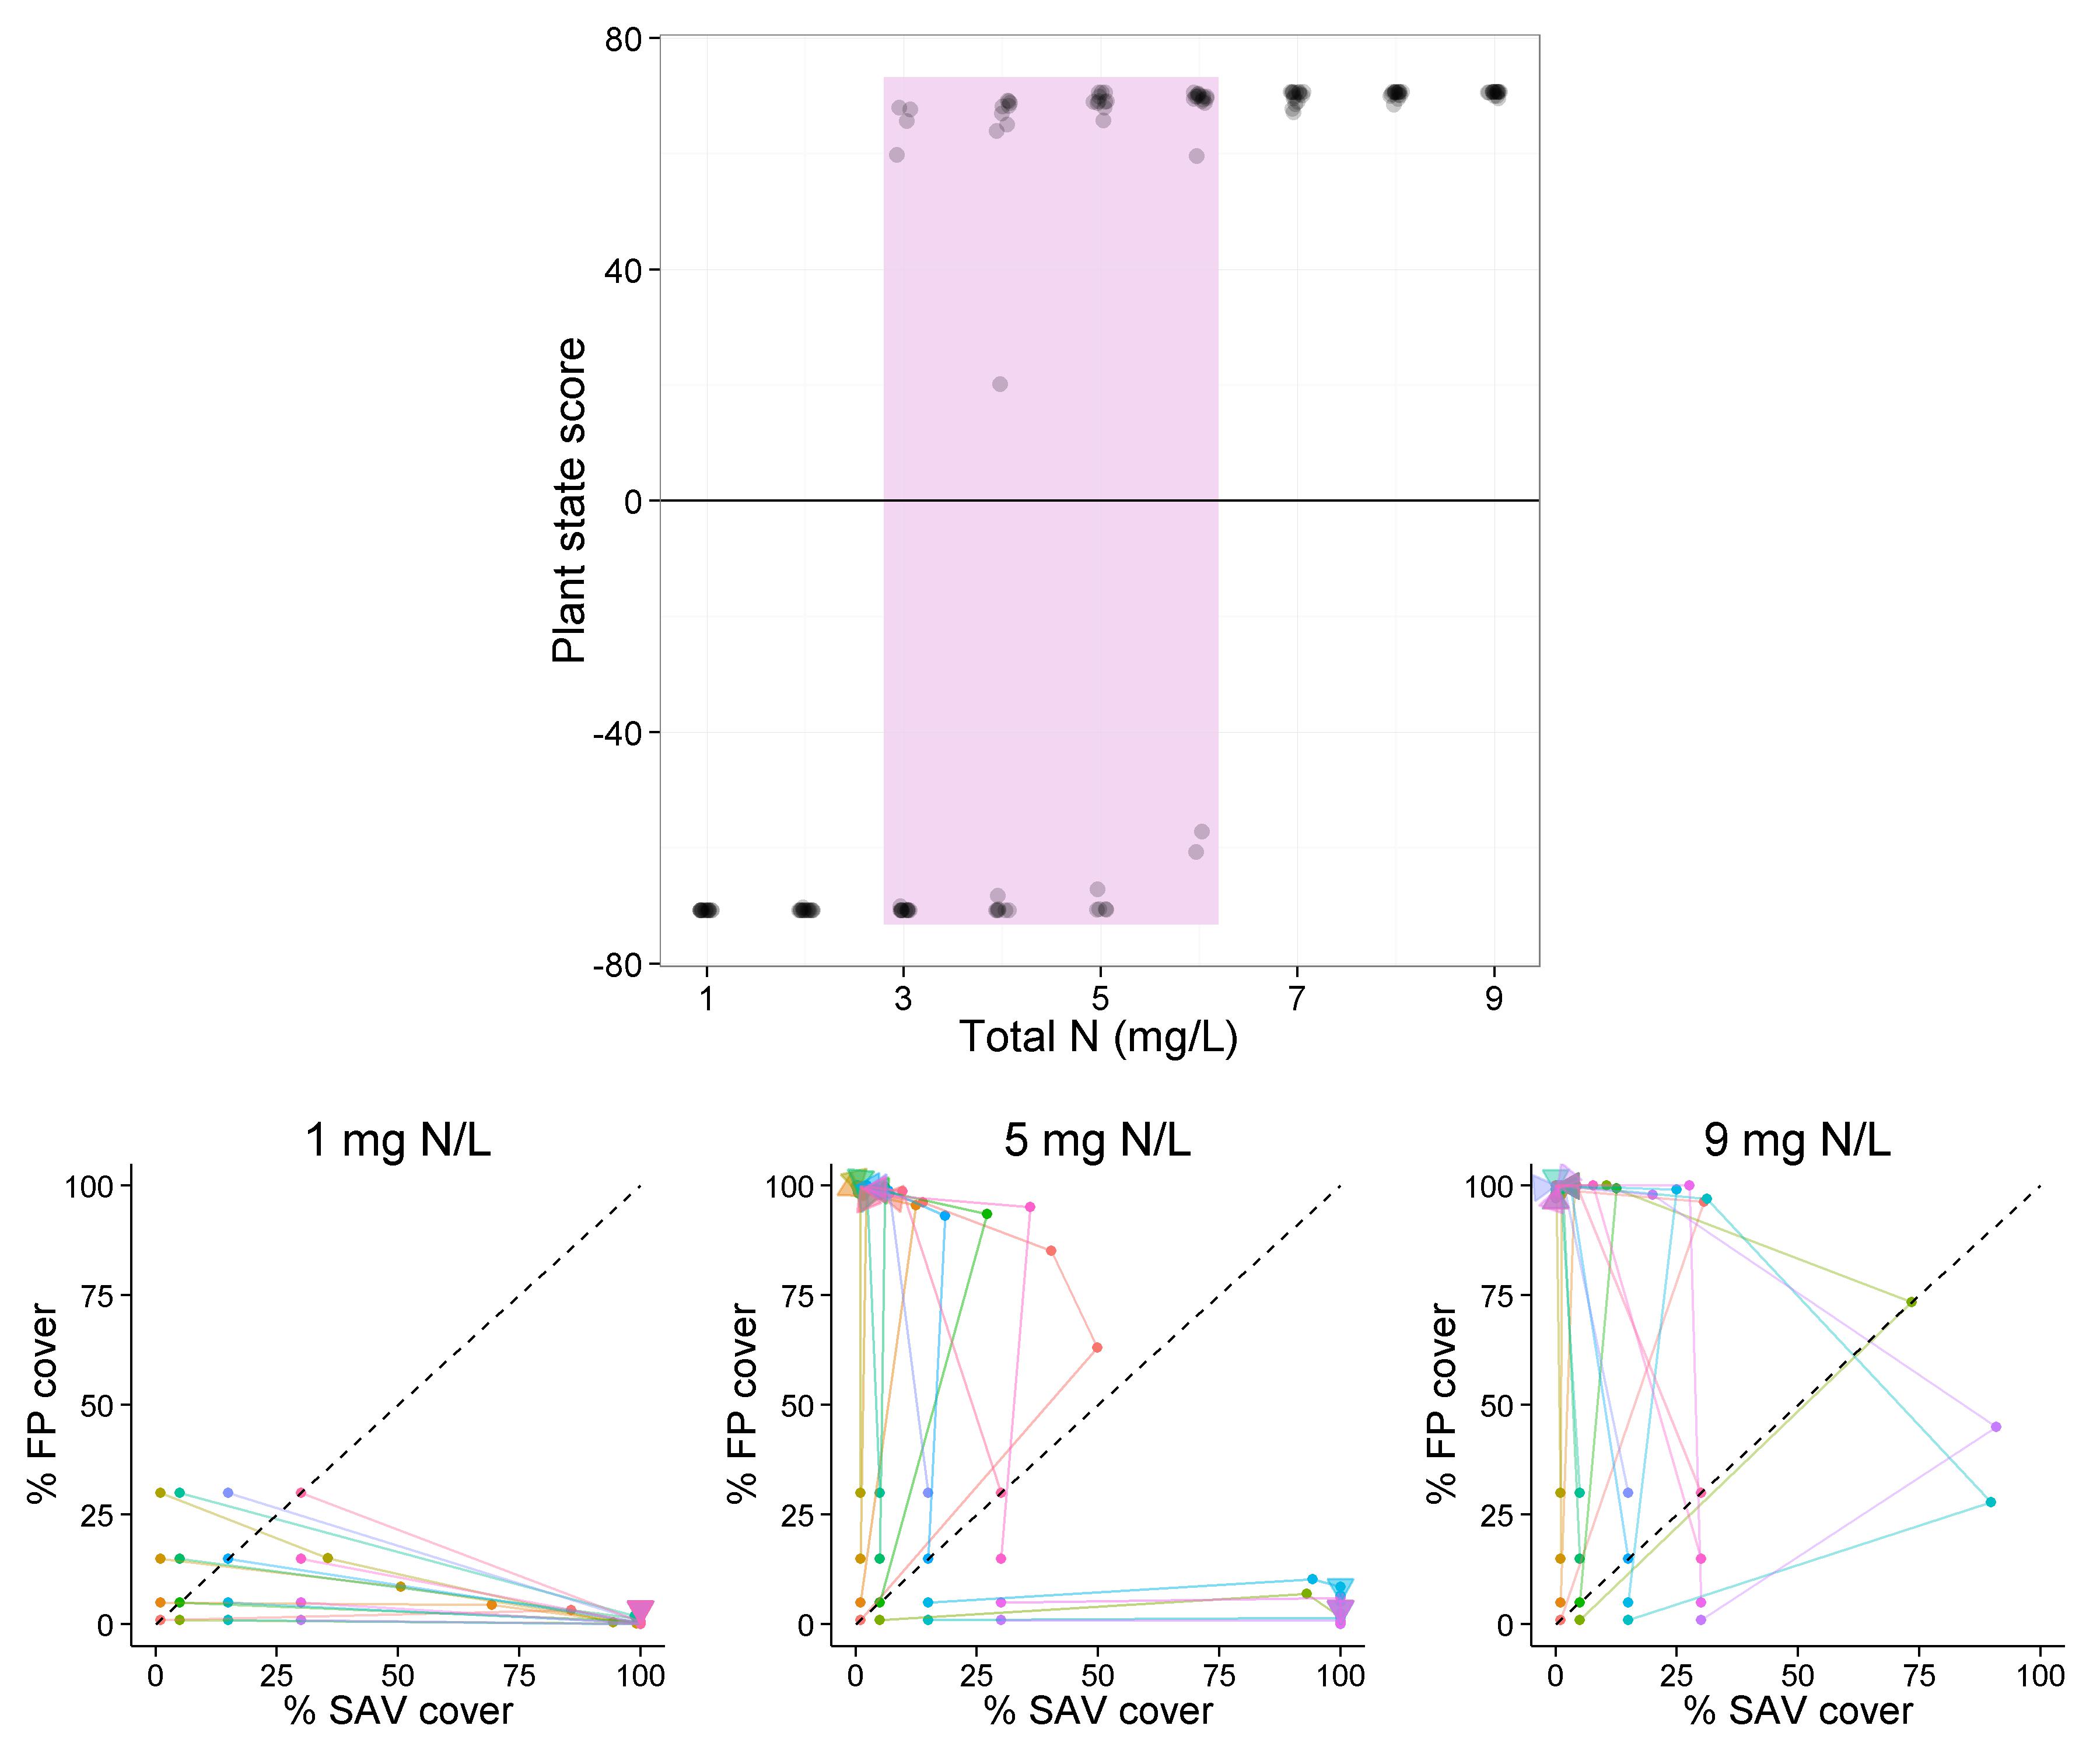 80
40
0
-40
-80
Plant state score
1 3 5 7 9
Total N (mg/L)
1 mg N/L
100
75
50
25
0
% FP cover
0 25 50 75 100
% SAV cover
5 mg N/L
100
75
50
25
0
% FP cover
0 25 50 75 100
% SAV cover
9 mg N/L
100
75
50
25
0
% FP cover
0 25 50 75 100
% SAV cover